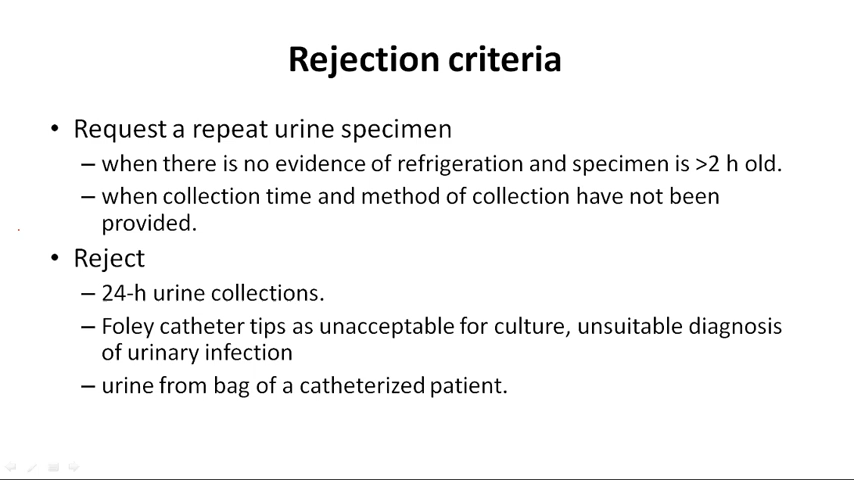 Rejection criteria
• Request a repeat urine specimen
– when there is no evidence of refrigeration and specimen is >2 h old.
– when collection time and method of collection have not been
provided.
• Reject
– 24-h urine collections.
– Foley catheter tips as unacceptable for culture, unsuitable diagnosis
of urinary infection
– urine from bag of a catheterized patient.